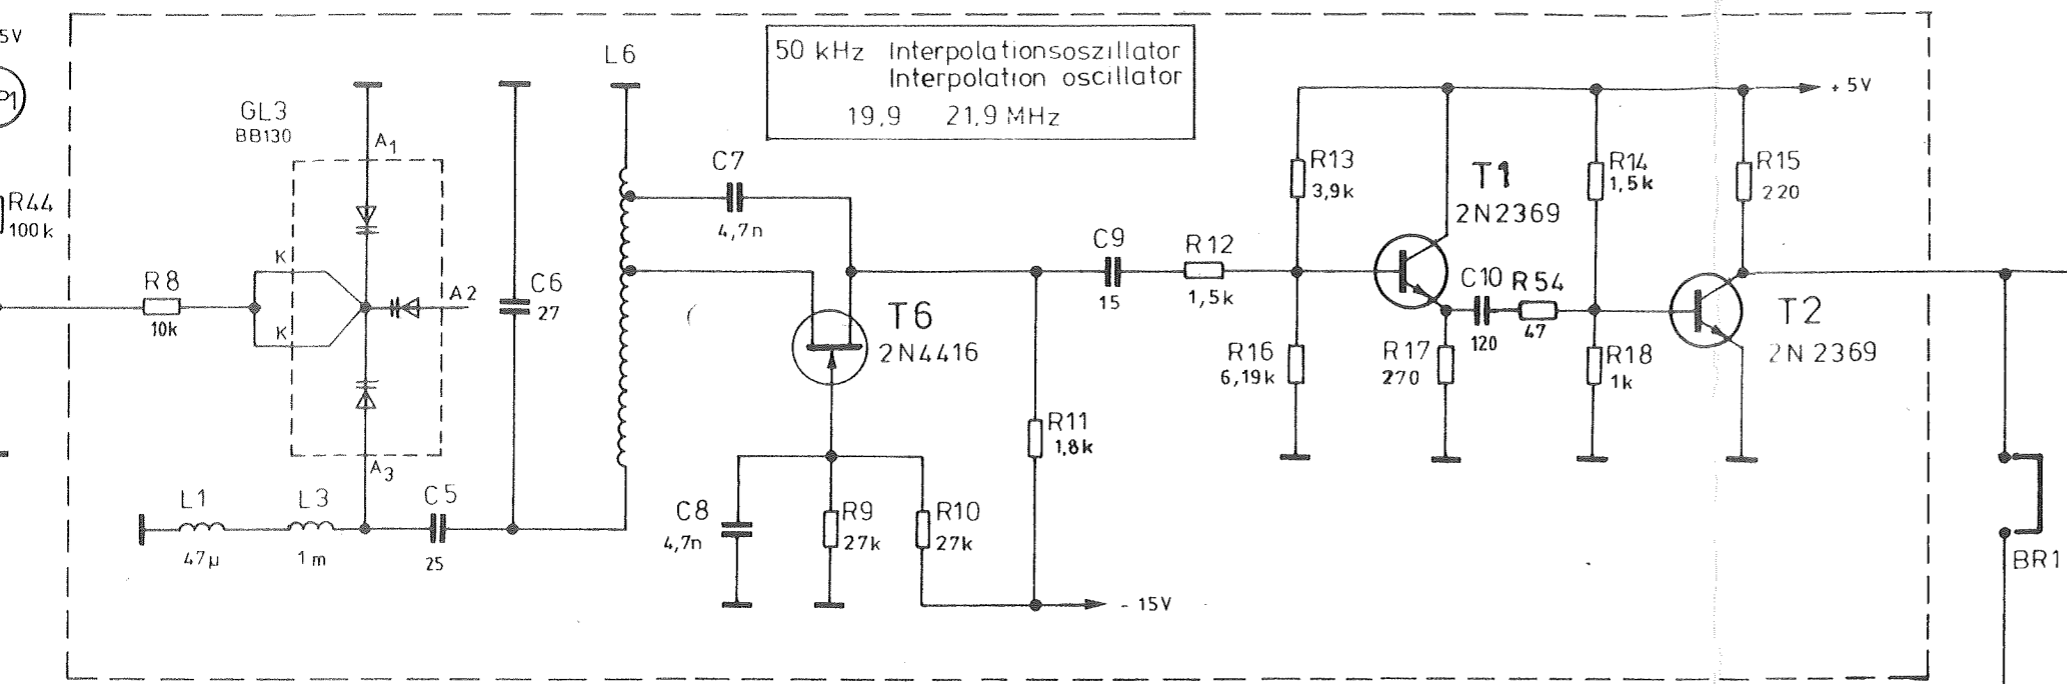 5V
P1
R44
100k
50 kHz Interpolationsoszillator
Interpolation oscillator
19,9 21,9 MHz
L6
GL3
BB130
A1
K
K
A2
A3
R8
10k
C6
27
C7
4,7n
T6
2N4416
C9
15
R12
1,5k
R13
3,9k
R16
6,19k
T1
2N2369
C10
120
R54
47
R17
270
R14
1,5k
R18
1k
R15
220
+5V
T2
2N2369
L1
47µ
L3
1m
C5
25
C8
4,7n
R9
27k
R10
27k
R11
1,8k
- 15V
BR1